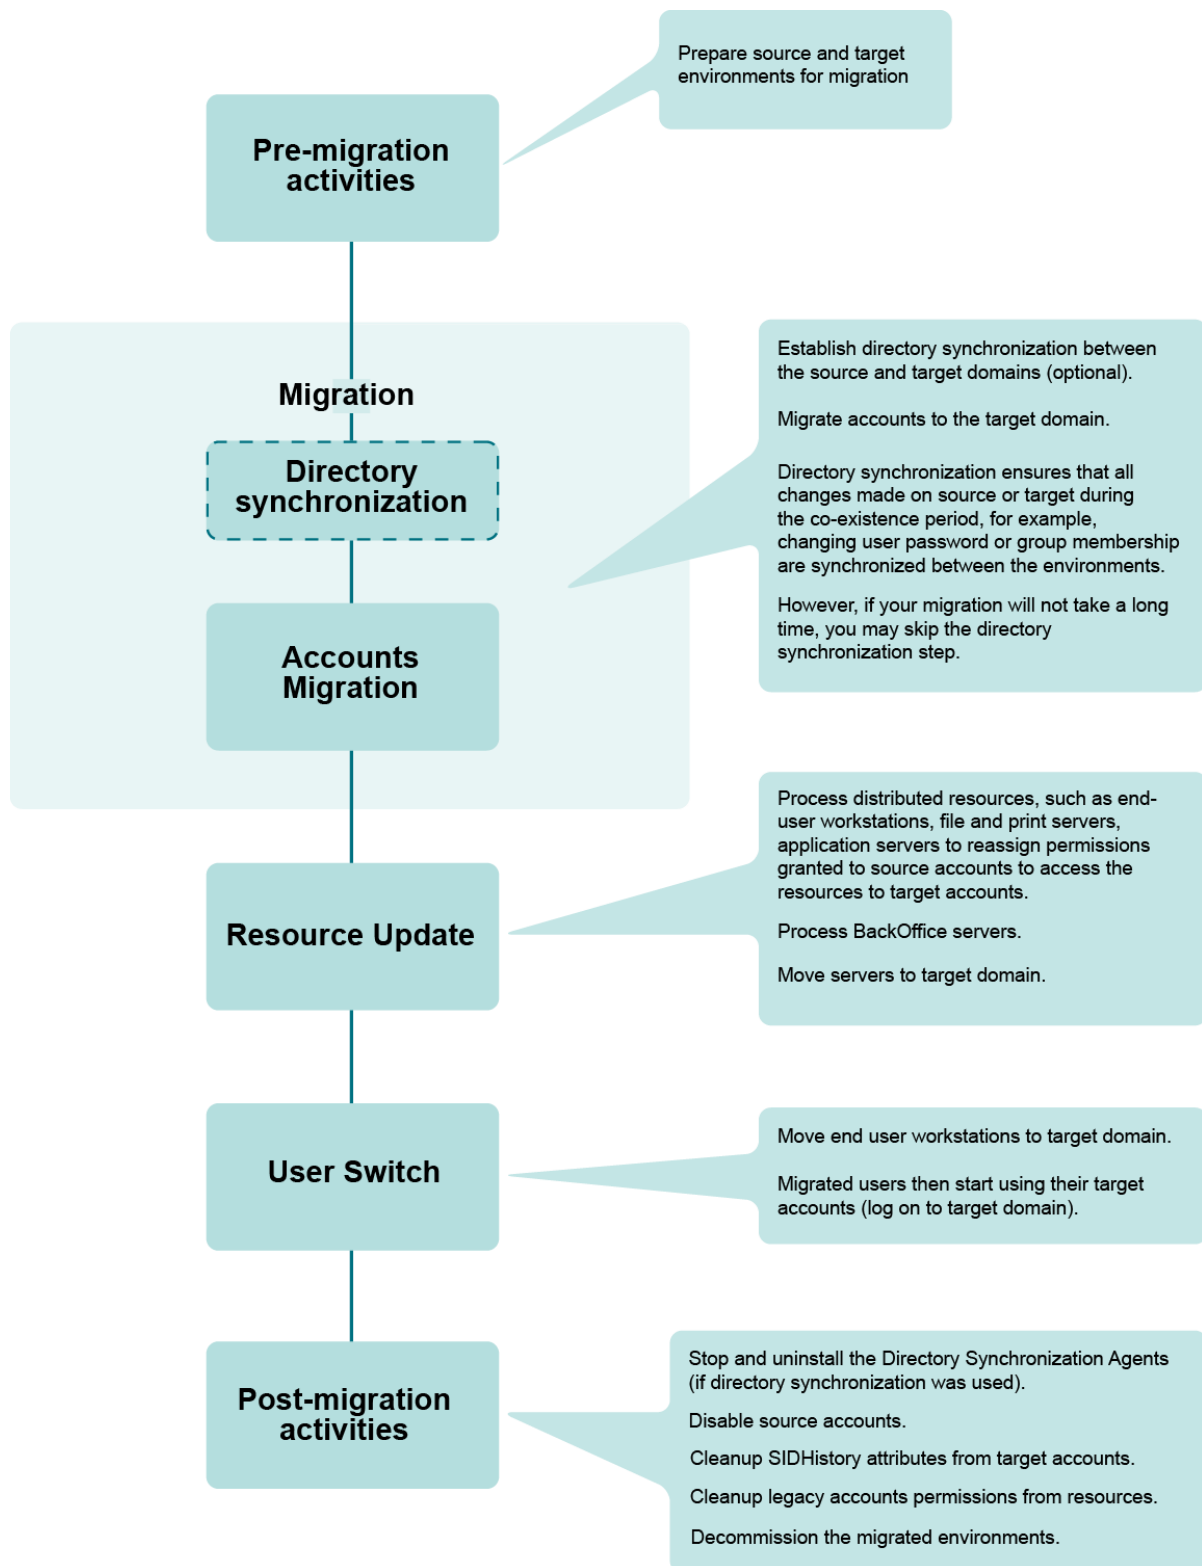 Prepare source and target
environments for migration
Pre-migration
activities
Migration
Directory
synchronization
Accounts
Migration
Establish directory synchronization between
the source and target domains (optional).
Migrate accounts to the target domain.
Directory synchronization ensures that all
changes made on source or target during
the co-existence period, for example,
changing user password or group membership
are synchronized between the environments.
However, if your migration will not take a long
time, you may skip the directory
synchronization step.
Resource Update
Process distributed resources, such as end-
user workstations, file and print servers,
application servers to reassign permissions
granted to source accounts to access the
resources to target accounts.
Process BackOffice servers.
Move servers to target domain.
User Switch
Move end user workstations to target domain.
Migrated users then start using their target
accounts (log on to target domain).
Post-migration
activities
Stop and uninstall the Directory Synchronization Agents
(if directory synchronization was used).
Disable source accounts.
Cleanup SIDHistory attributes from target accounts.
Cleanup legacy accounts permissions from resources.
Decommission the migrated environments.